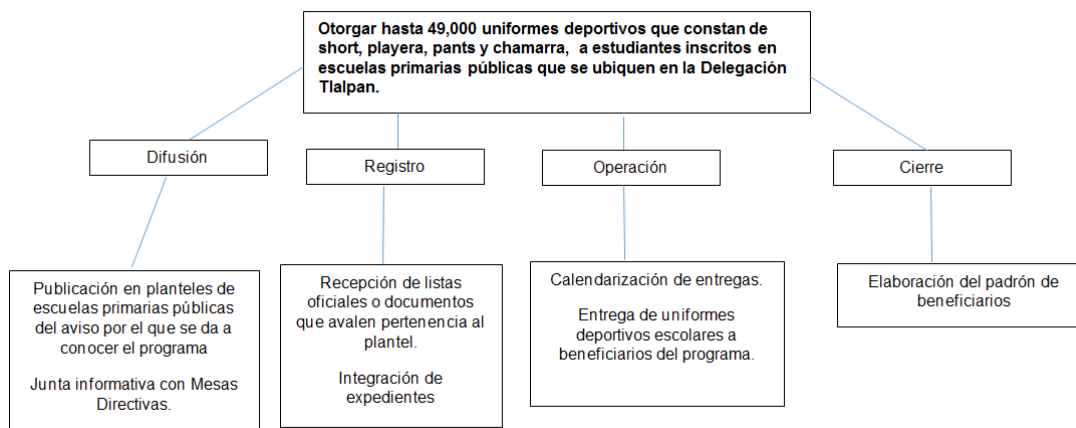 Otorgar hasta 49,000 uniformes deportivos que constan de
short, playera, pants y chamarra, a estudiantes inscritos en
escuelas primarias públicas que se ubiquen en la Delegación
Tlalpan.
Difusión
Registro
Operación
Cierre
Publicación en planteles de
escuelas primarias públicas
del aviso por el que se da a
conocer el programa
Junta informativa con Mesas
Directivas.
Recepción de listas
oficiales o documentos
que avalen pertenencia al
plantel.
Integración de
expedientes
Calendarización de entregas.
Entrega de uniformes
deportivos escolares a
beneficiarios del programa.
Elaboración del padrón de
beneficiarios